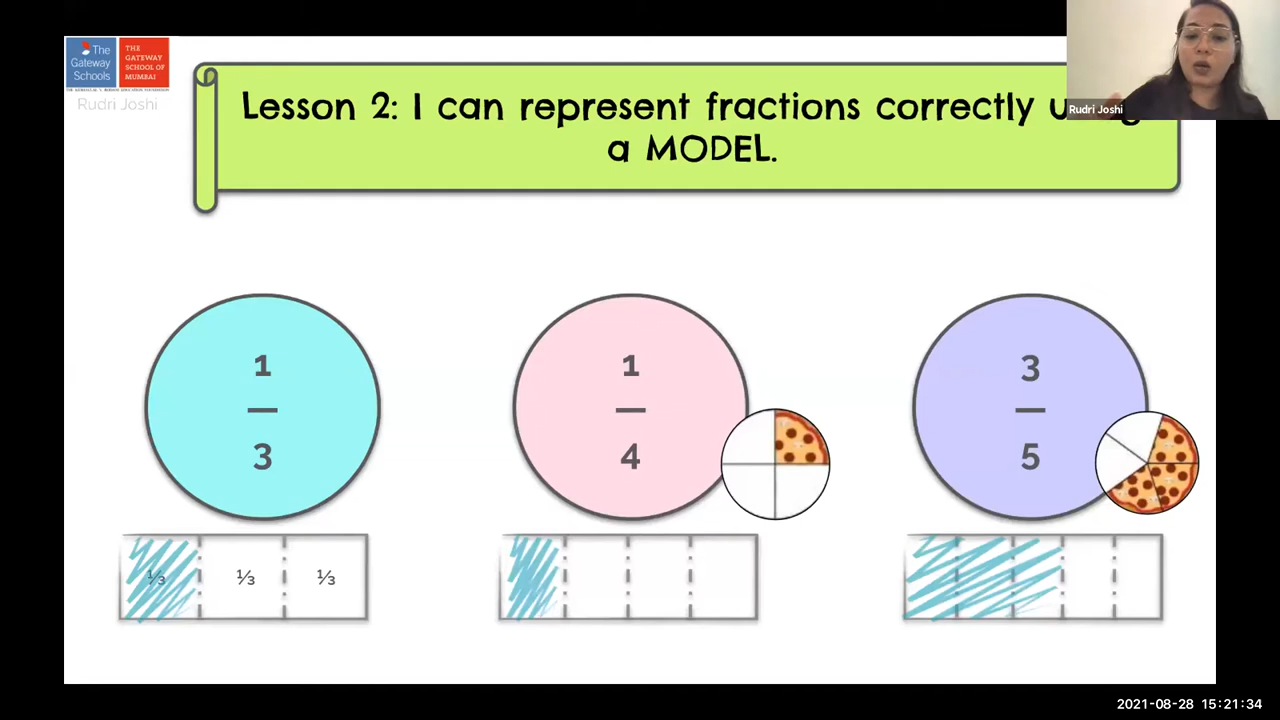 The
Gateway
Schools
THE
GATEWAY
SCHOOL OF
MUMBAI
Rudri Joshi
Rudri Joshi
Lesson 2: I can represent fractions correctly
a MODEL.
1
3
1
4
3
5
⅓ ⅓ ⅓
2021-08-28 15:21:34